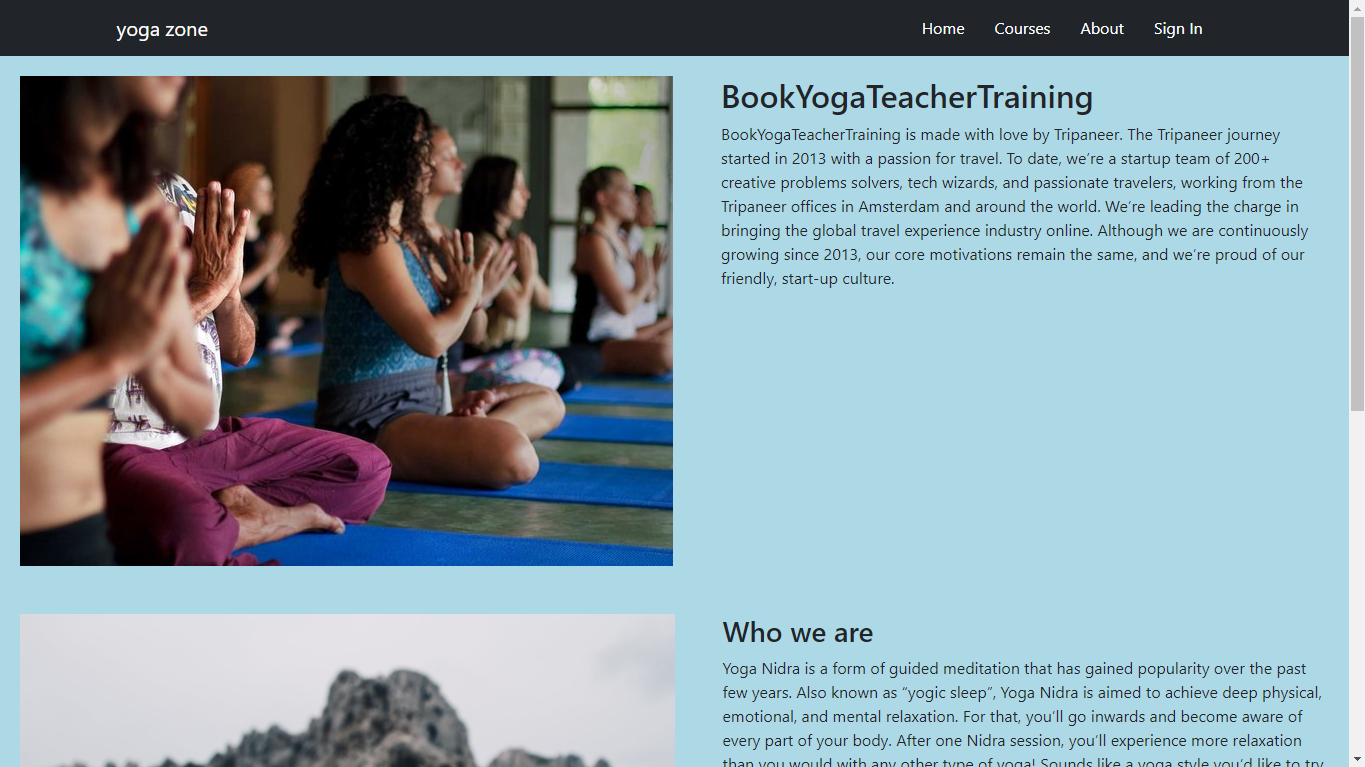 yoga zone
Home Courses About Sign In
BookYogaTeacherTraining
BookYogaTeacherTraining is made with love by Tripaneer. The Tripaneer journey
started in 2013 with a passion for travel. To date, we’re a startup team of 200+
creative problems solvers, tech wizards, and passionate travelers, working from the
Tripaneer offices in Amsterdam and around the world. We’re leading the charge in
bringing the global travel experience industry online. Although we are continuously
growing since 2013, our core motivations remain the same, and we’re proud of our
friendly, start-up culture.
Who we are
Yoga Nidra is a form of guided meditation that has gained popularity over the past
few years. Also known as “yogic sleep”, Yoga Nidra is aimed to achieve deep physical,
emotional, and mental relaxation. For that, you’ll go inwards and become aware of
every part of your body. After one Nidra session, you’ll experience more relaxation
than you would with any other type of yoga! Sounds like a yoga style you’d like to try